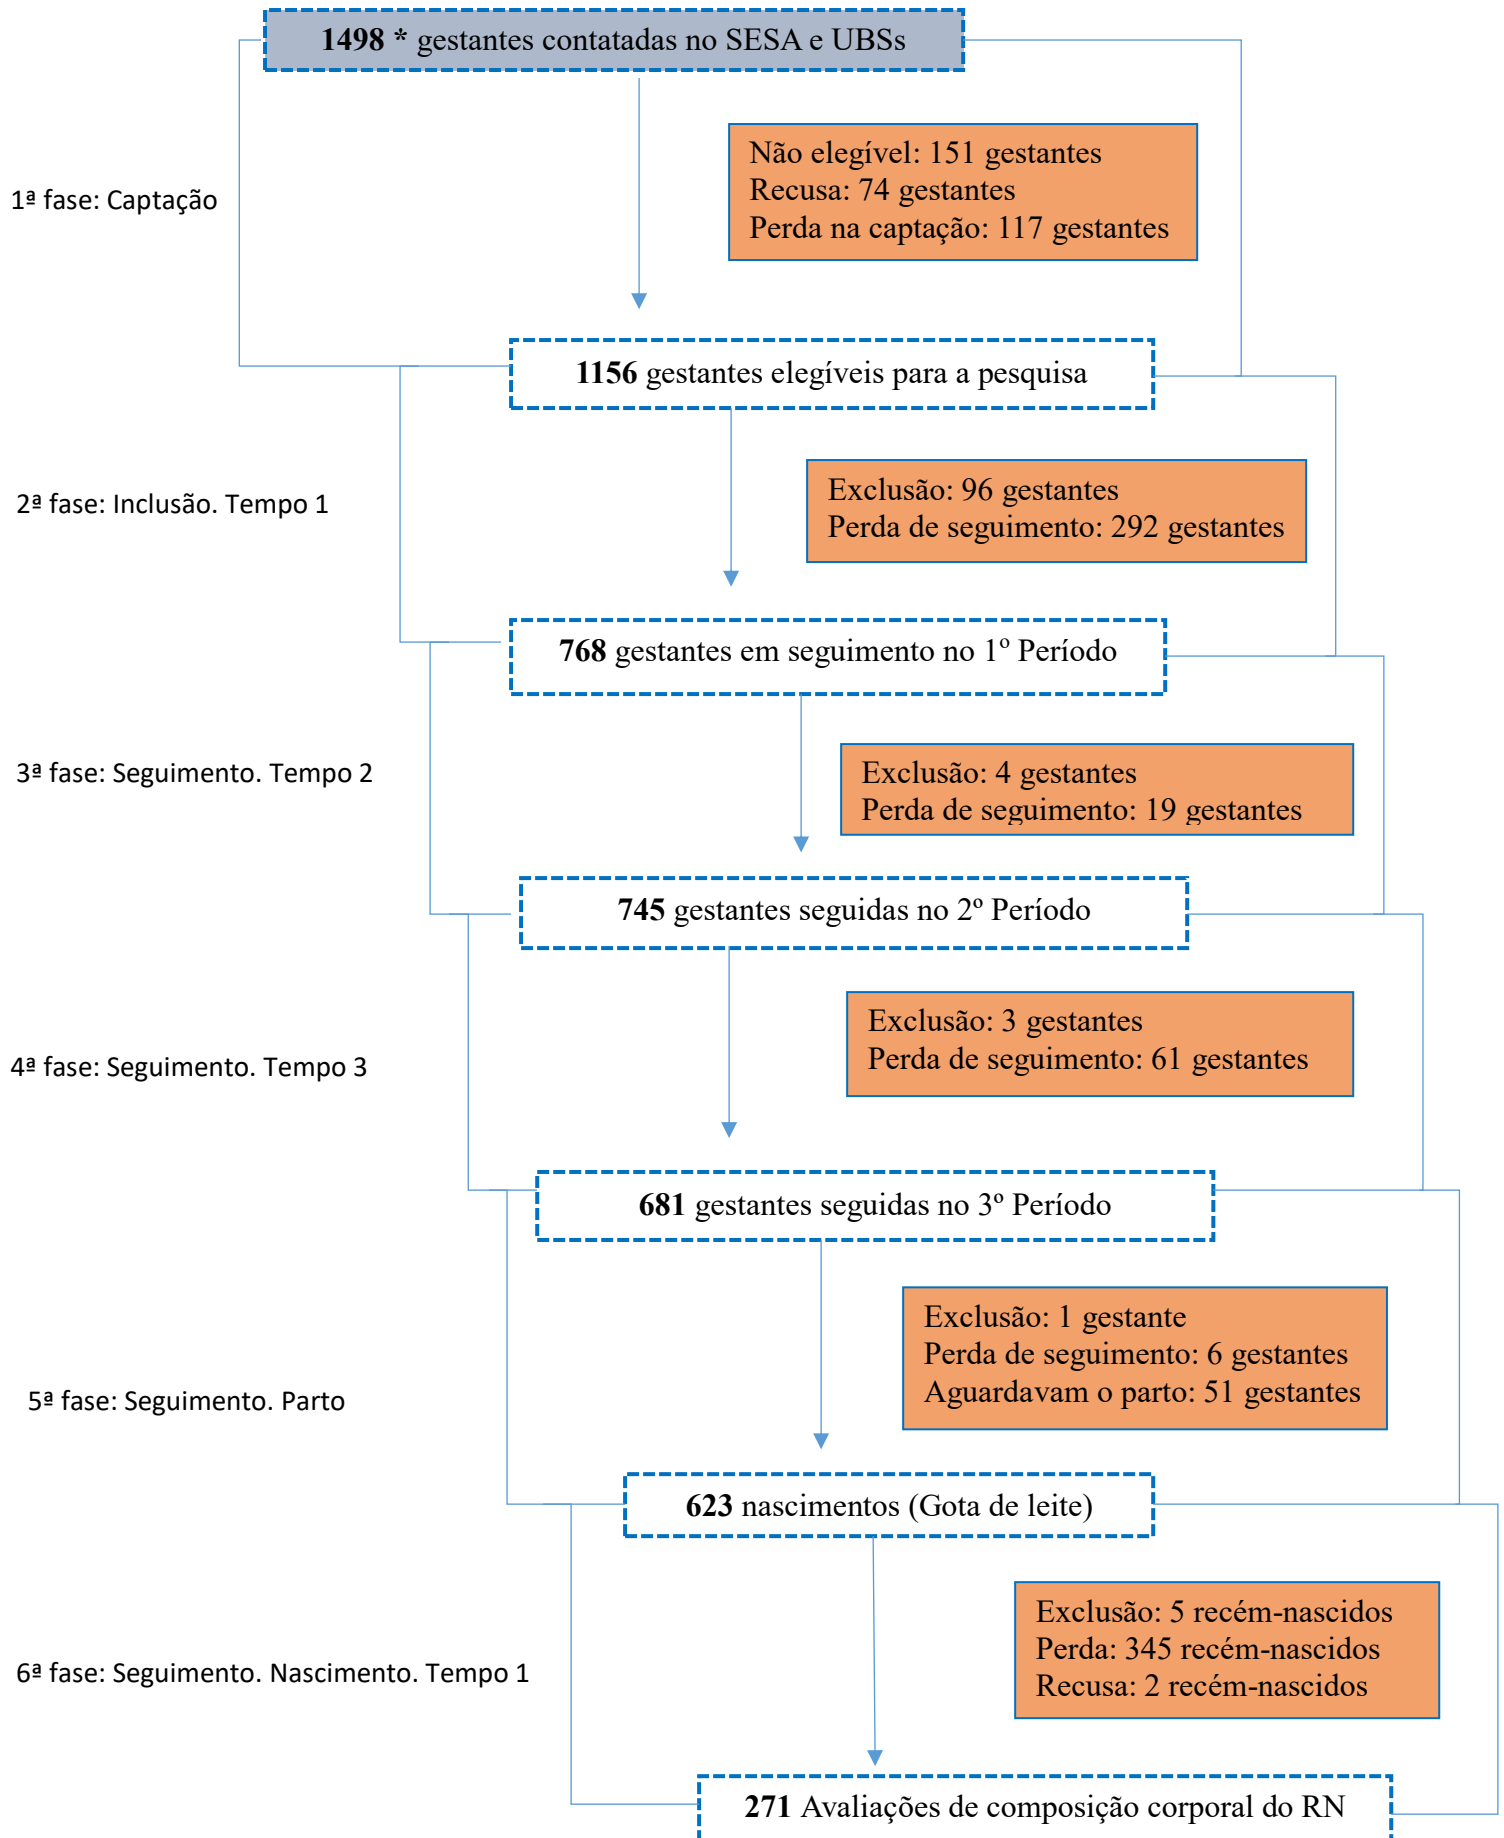 1498 * gestantes contatadas no SESA e UBSs
Não elegível: 151 gestantes
Recusa: 74 gestantes
Perda na captação: 117 gestantes
1ª fase: Captação
1156 gestantes elegíveis para a pesquisa
Exclusão: 96 gestantes
Perda de seguimento: 292 gestantes
2ª fase: Inclusão. Tempo 1
768 gestantes em seguimento no 1º Período
Exclusão: 4 gestantes
Perda de seguimento: 19 gestantes
3ª fase: Seguimento. Tempo 2
745 gestantes seguidas no 2º Período
Exclusão: 3 gestantes
Perda de seguimento: 61 gestantes
4ª fase: Seguimento. Tempo 3
681 gestantes seguidas no 3º Período
Exclusão: 1 gestante
Perda de seguimento: 6 gestantes
Aguardavam o parto: 51 gestantes
5ª fase: Seguimento. Parto
623 nascimentos (Gota de leite)
Exclusão: 5 recém-nascidos
Perda: 345 recém-nascidos
Recusa: 2 recém-nascidos
6ª fase: Seguimento. Nascimento. Tempo 1
271 Avaliações de composição corporal do RN